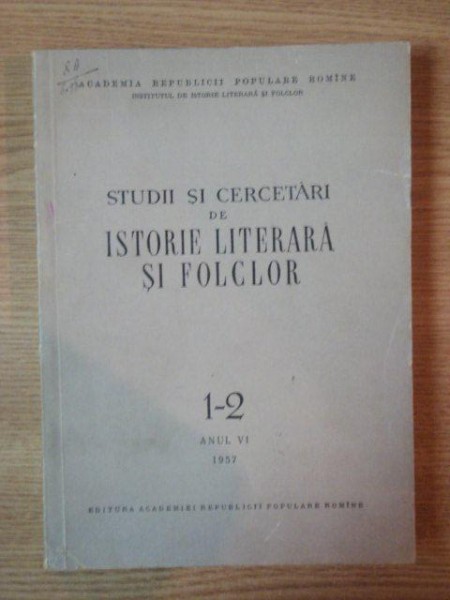 ACADEMIA REPUBLICII POPULARE ROMÎNE
INSTITUTUL DE ISTORIE LITERARĂ ȘI FOLCLOR
STUDII ȘI CERCETĂRI
DE
ISTORIE LITERARĂ
ȘI FOLCLOR
1-2
ANUL VI
1957
EDITURA ACADEMIEI REPUBLICII POPULARE ROMÎNE